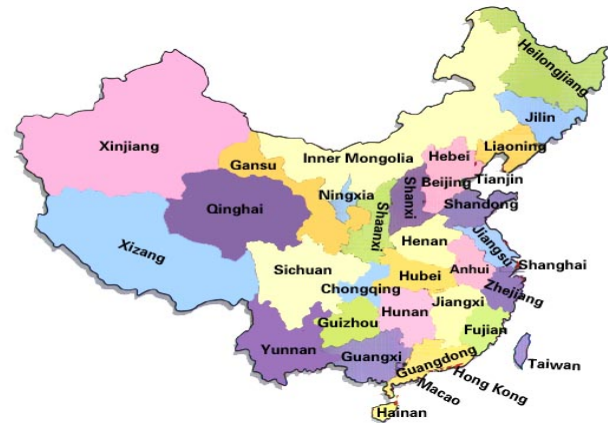 Heilongjiang
Jilin
Xinjiang
Liaoning
Inner Mongolia
Hebei
Gansu
Beijing
Tianjin
Ningxia
Shanxi
Shaanxi
Shandong
Qinghai
Xizang
Henan
Jiangsu
Sichuan
Shanghai
Hubei
Anhui
Chongqing
Zhejiang
Hunan
Jiangxi
Guizhou
Fujian
Yunnan
Guangxi
Guangdong
Taiwan
Hong Kong
Macao
Hainan